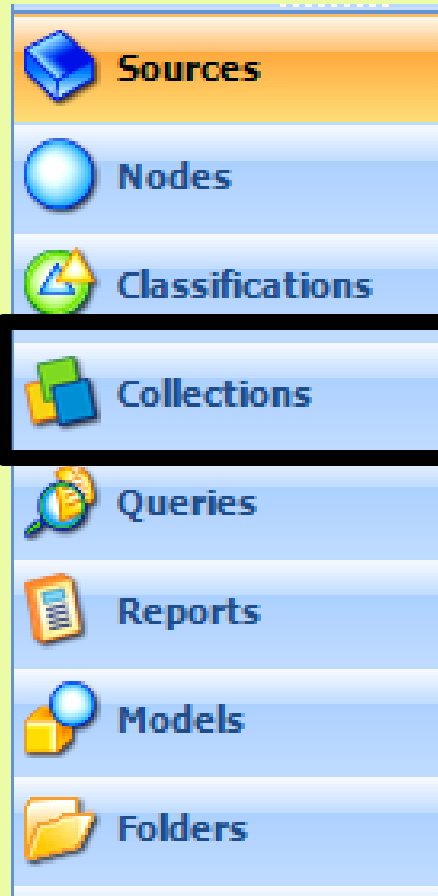 Sources
Nodes
Classifications
Collections
Queries
Reports
Models
Folders